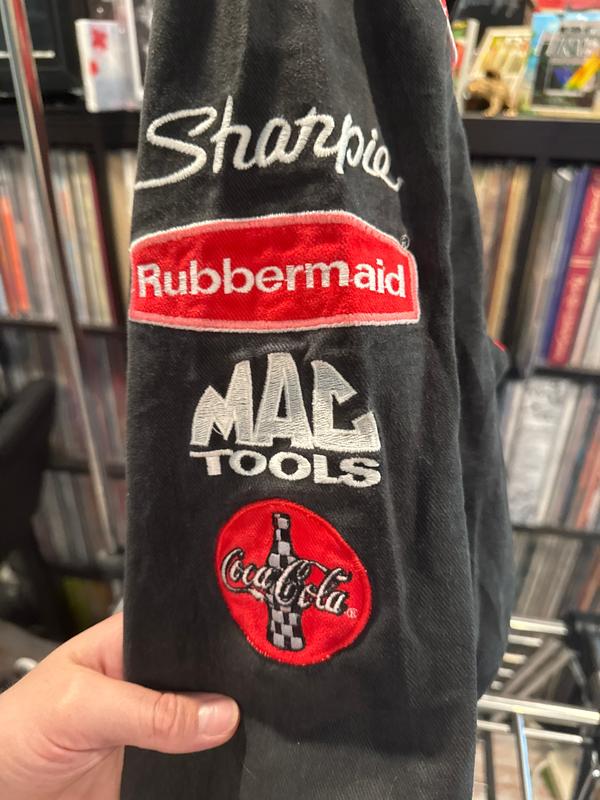 Sharpie
Rubbermaid®
MAC
TOOLS
Coca-Cola®